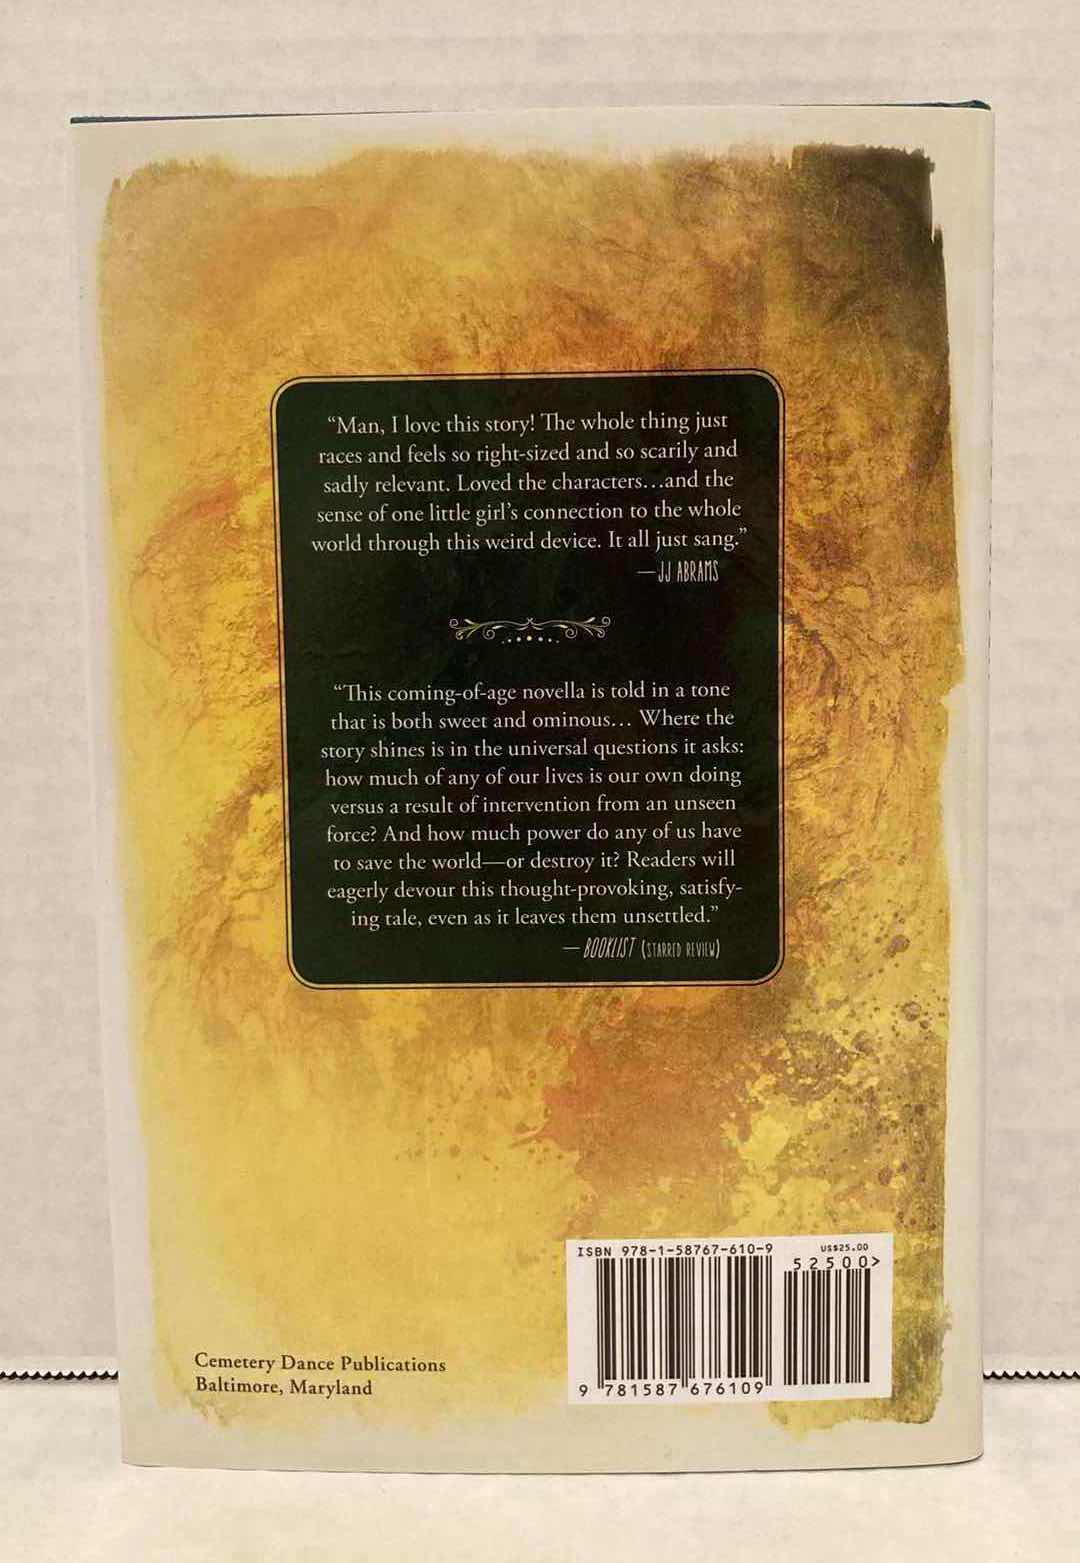 “Man, I love this story! The whole thing just
races and feels so right-sized and so scarily and
sadly relevant. Loved the characters…and the
sense of one little girl’s connection to the whole
world through this weird device. It all just sang.”
—JJ ABRAMS
“This coming-of-age novella is told in a tone
that is both sweet and ominous… Where the
story shines is in the universal questions it asks:
how much of any of our lives is our own doing
versus a result of intervention from an unseen
force? And how much power do any of us have
to save the world—or destroy it? Readers will
eagerly devour this thought-provoking, satisfy-
ing tale, even as it leaves them unsettled.”
— BOOKLIST (STARRED REVIEW)
ISBN 978-1-58767-610-9
US$25.00
52500>
9 781587 676109
Cemetery Dance Publications
Baltimore, Maryland